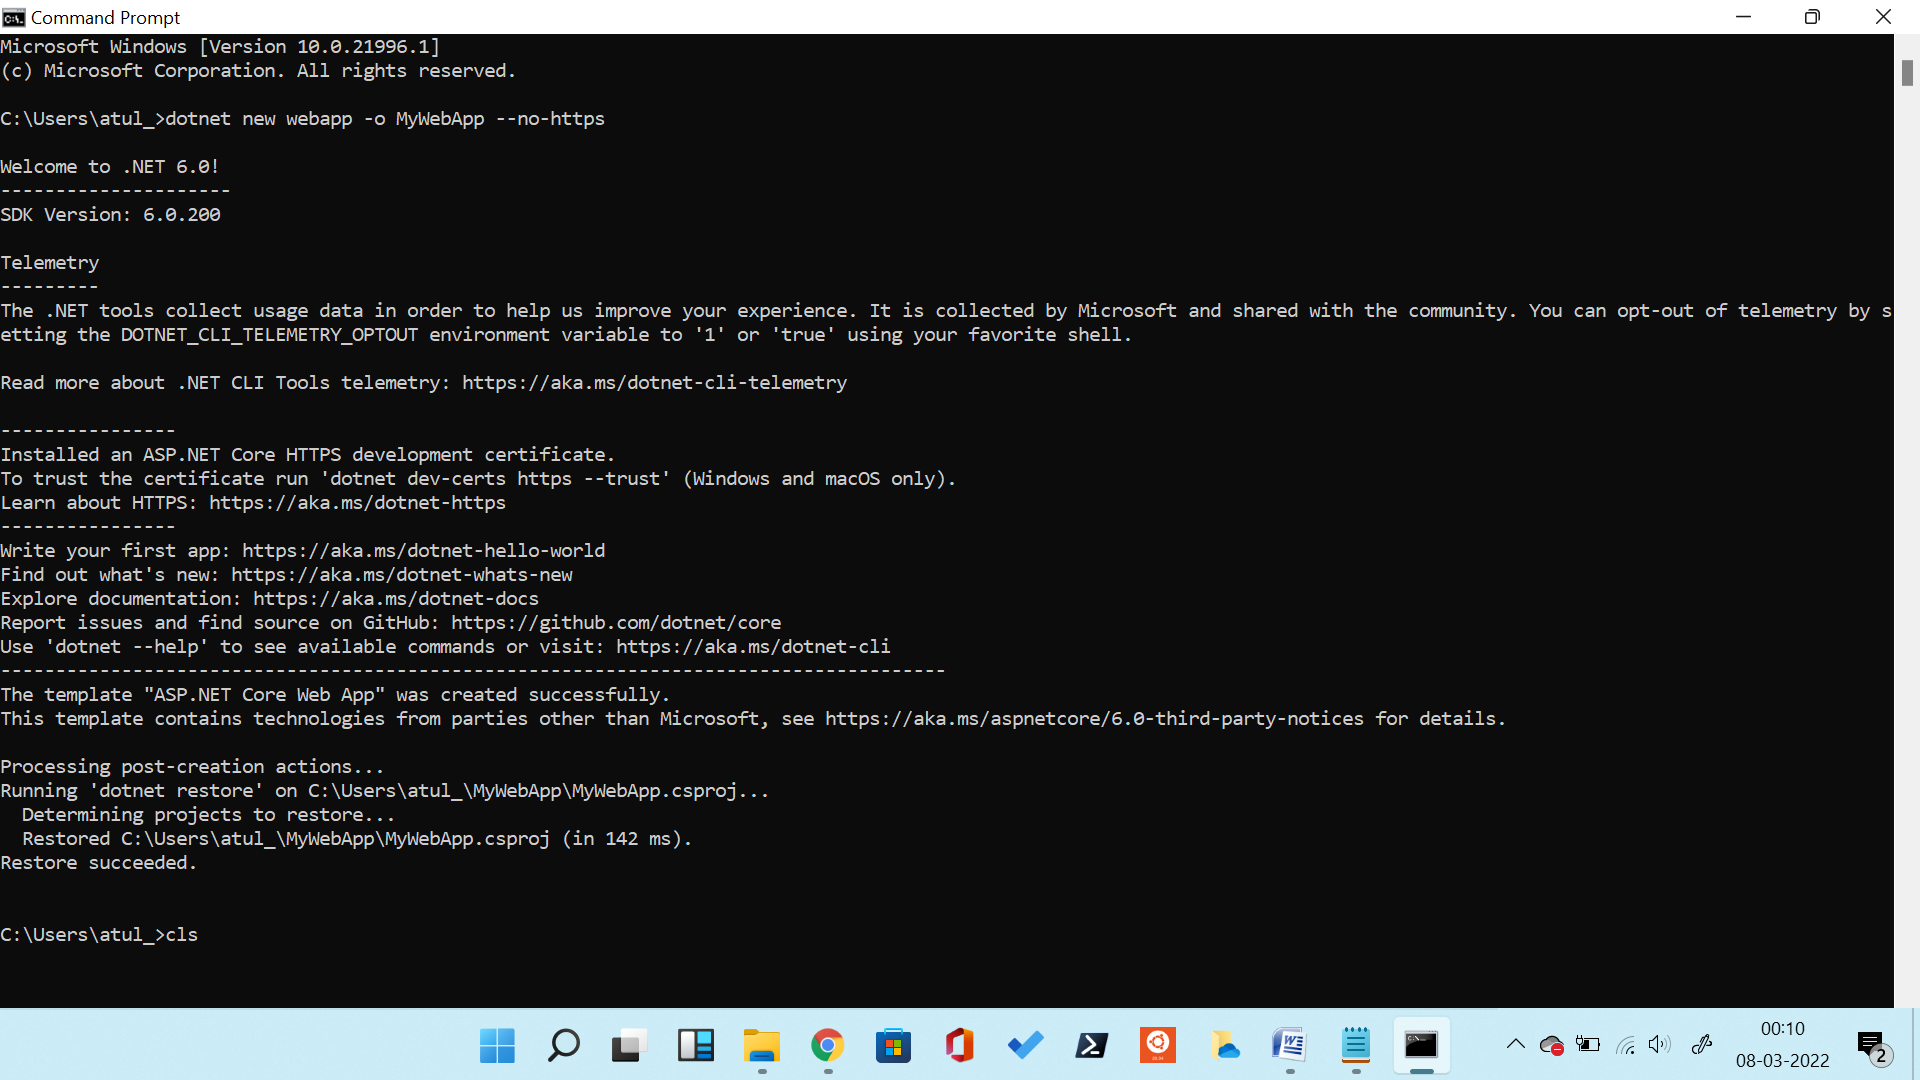 Command Prompt
Microsoft Windows [Version 10.0.21996.1]
(c) Microsoft Corporation. All rights reserved.
C:\Users\atul_>dotnet new webapp -o MyWebApp --no-https
Welcome to .NET 6.0!
---------------------
SDK Version: 6.0.200
Telemetry
---------
The .NET tools collect usage data in order to help us improve your experience. It is collected by Microsoft and shared with the community. You can opt-out of telemetry by s
etting the DOTNET_CLI_TELEMETRY_OPTOUT environment variable to '1' or 'true' using your favorite shell.
Read more about .NET CLI Tools telemetry: https://aka.ms/dotnet-cli-telemetry
----------------
Installed an ASP.NET Core HTTPS development certificate.
To trust the certificate run 'dotnet dev-certs https --trust' (Windows and macOS only).
Learn about HTTPS: https://aka.ms/dotnet-https
----------------
Write your first app: https://aka.ms/dotnet-hello-world
Find out what's new: https://aka.ms/dotnet-whats-new
Explore documentation: https://aka.ms/dotnet-docs
Report issues and find source on GitHub: https://github.com/dotnet/core
Use 'dotnet --help' to see available commands or visit: https://aka.ms/dotnet-cli
--------------------------------------------------------------------------------------
The template "ASP.NET Core Web App" was created successfully.
This template contains technologies from parties other than Microsoft, see https://aka.ms/aspnetcore/6.0-third-party-notices for details.
Processing post-creation actions...
Running 'dotnet restore' on C:\Users\atul_\MyWebApp\MyWebApp.csproj...
Determining projects to restore...
Restored C:\Users\atul_\MyWebApp\MyWebApp.csproj (in 142 ms).
Restore succeeded.
C:\Users\atul_>cls
00:10
08-03-2022
2